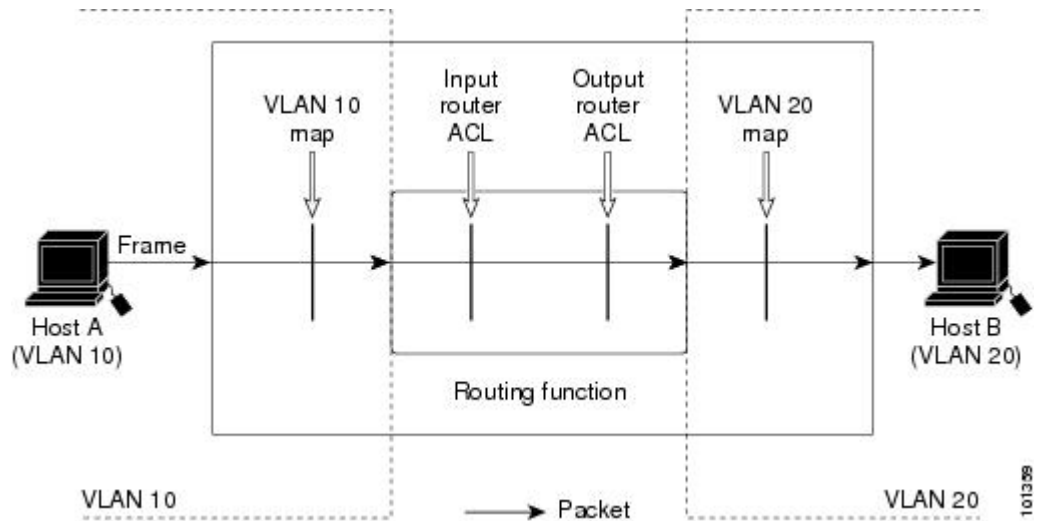 VLAN 10
map
Input
router
ACL
Output
router
ACL
VLAN 20
map
Frame
Host A
(VLAN 10)
Host B
(VLAN 20)
Routing function
VLAN 10
Packet
VLAN 20
101359